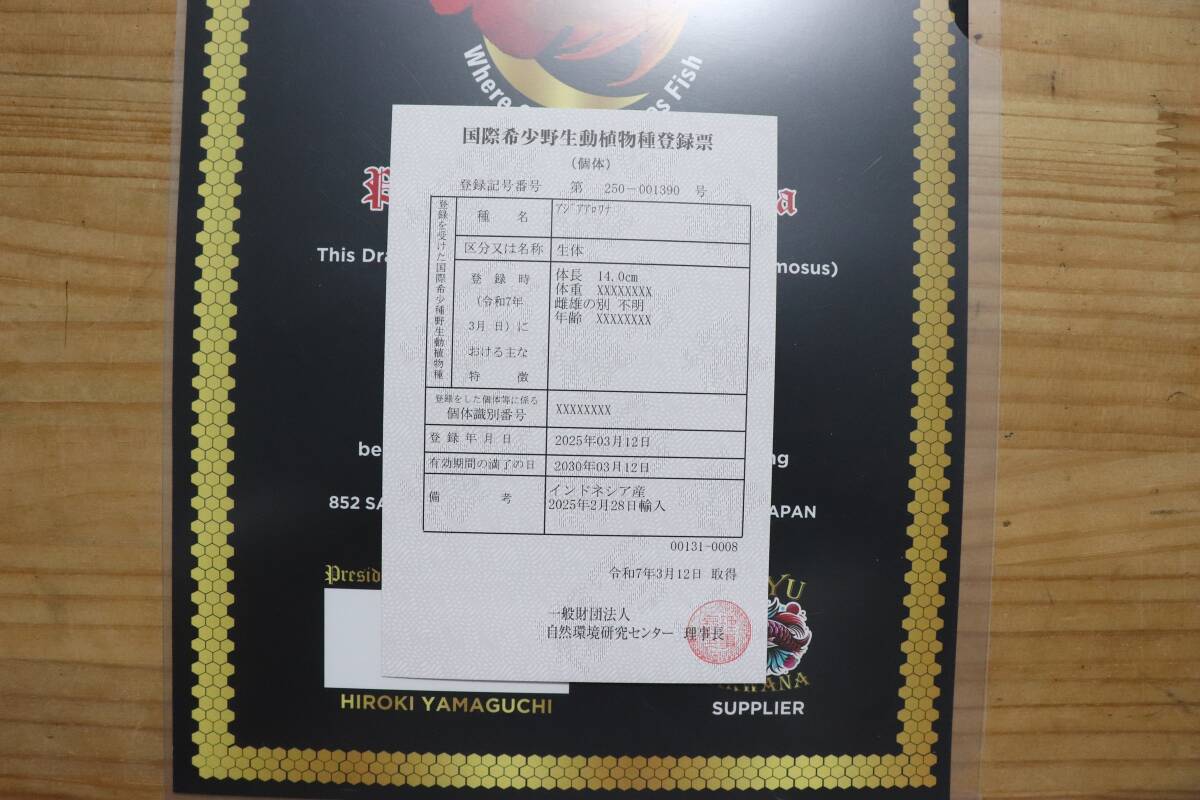 Where
es Fish
国際希少野生動植物種登録票
(個体)
登録記号番号 第 250-001390 号
登録を受けた国際希少種野生動植物種
種 名
アジアアロワナ
区分又は名称
生体
登録時
(令和7年
3月 日)に
おける主な
特 徴
体長 14.0cm
体重 XXXXXXXX
雌雄の別 不明
年齢 XXXXXXXX
登録をした個体等に係る
個体識別番号
XXXXXXXX
登録年月日
2025年03月12日
有効期間の満了の日
2030年03月12日
備 考
インドネシア産
2025年2月28日輸入
00131-0008
令和7年3月12日 取得
一般財団法人
自然環境研究センター 理事長
P
a
This Dra
mosus)
be
ng
852 SA
APAN
Presid
YU
HANA
HIROKI YAMAGUCHI
SUPPLIER